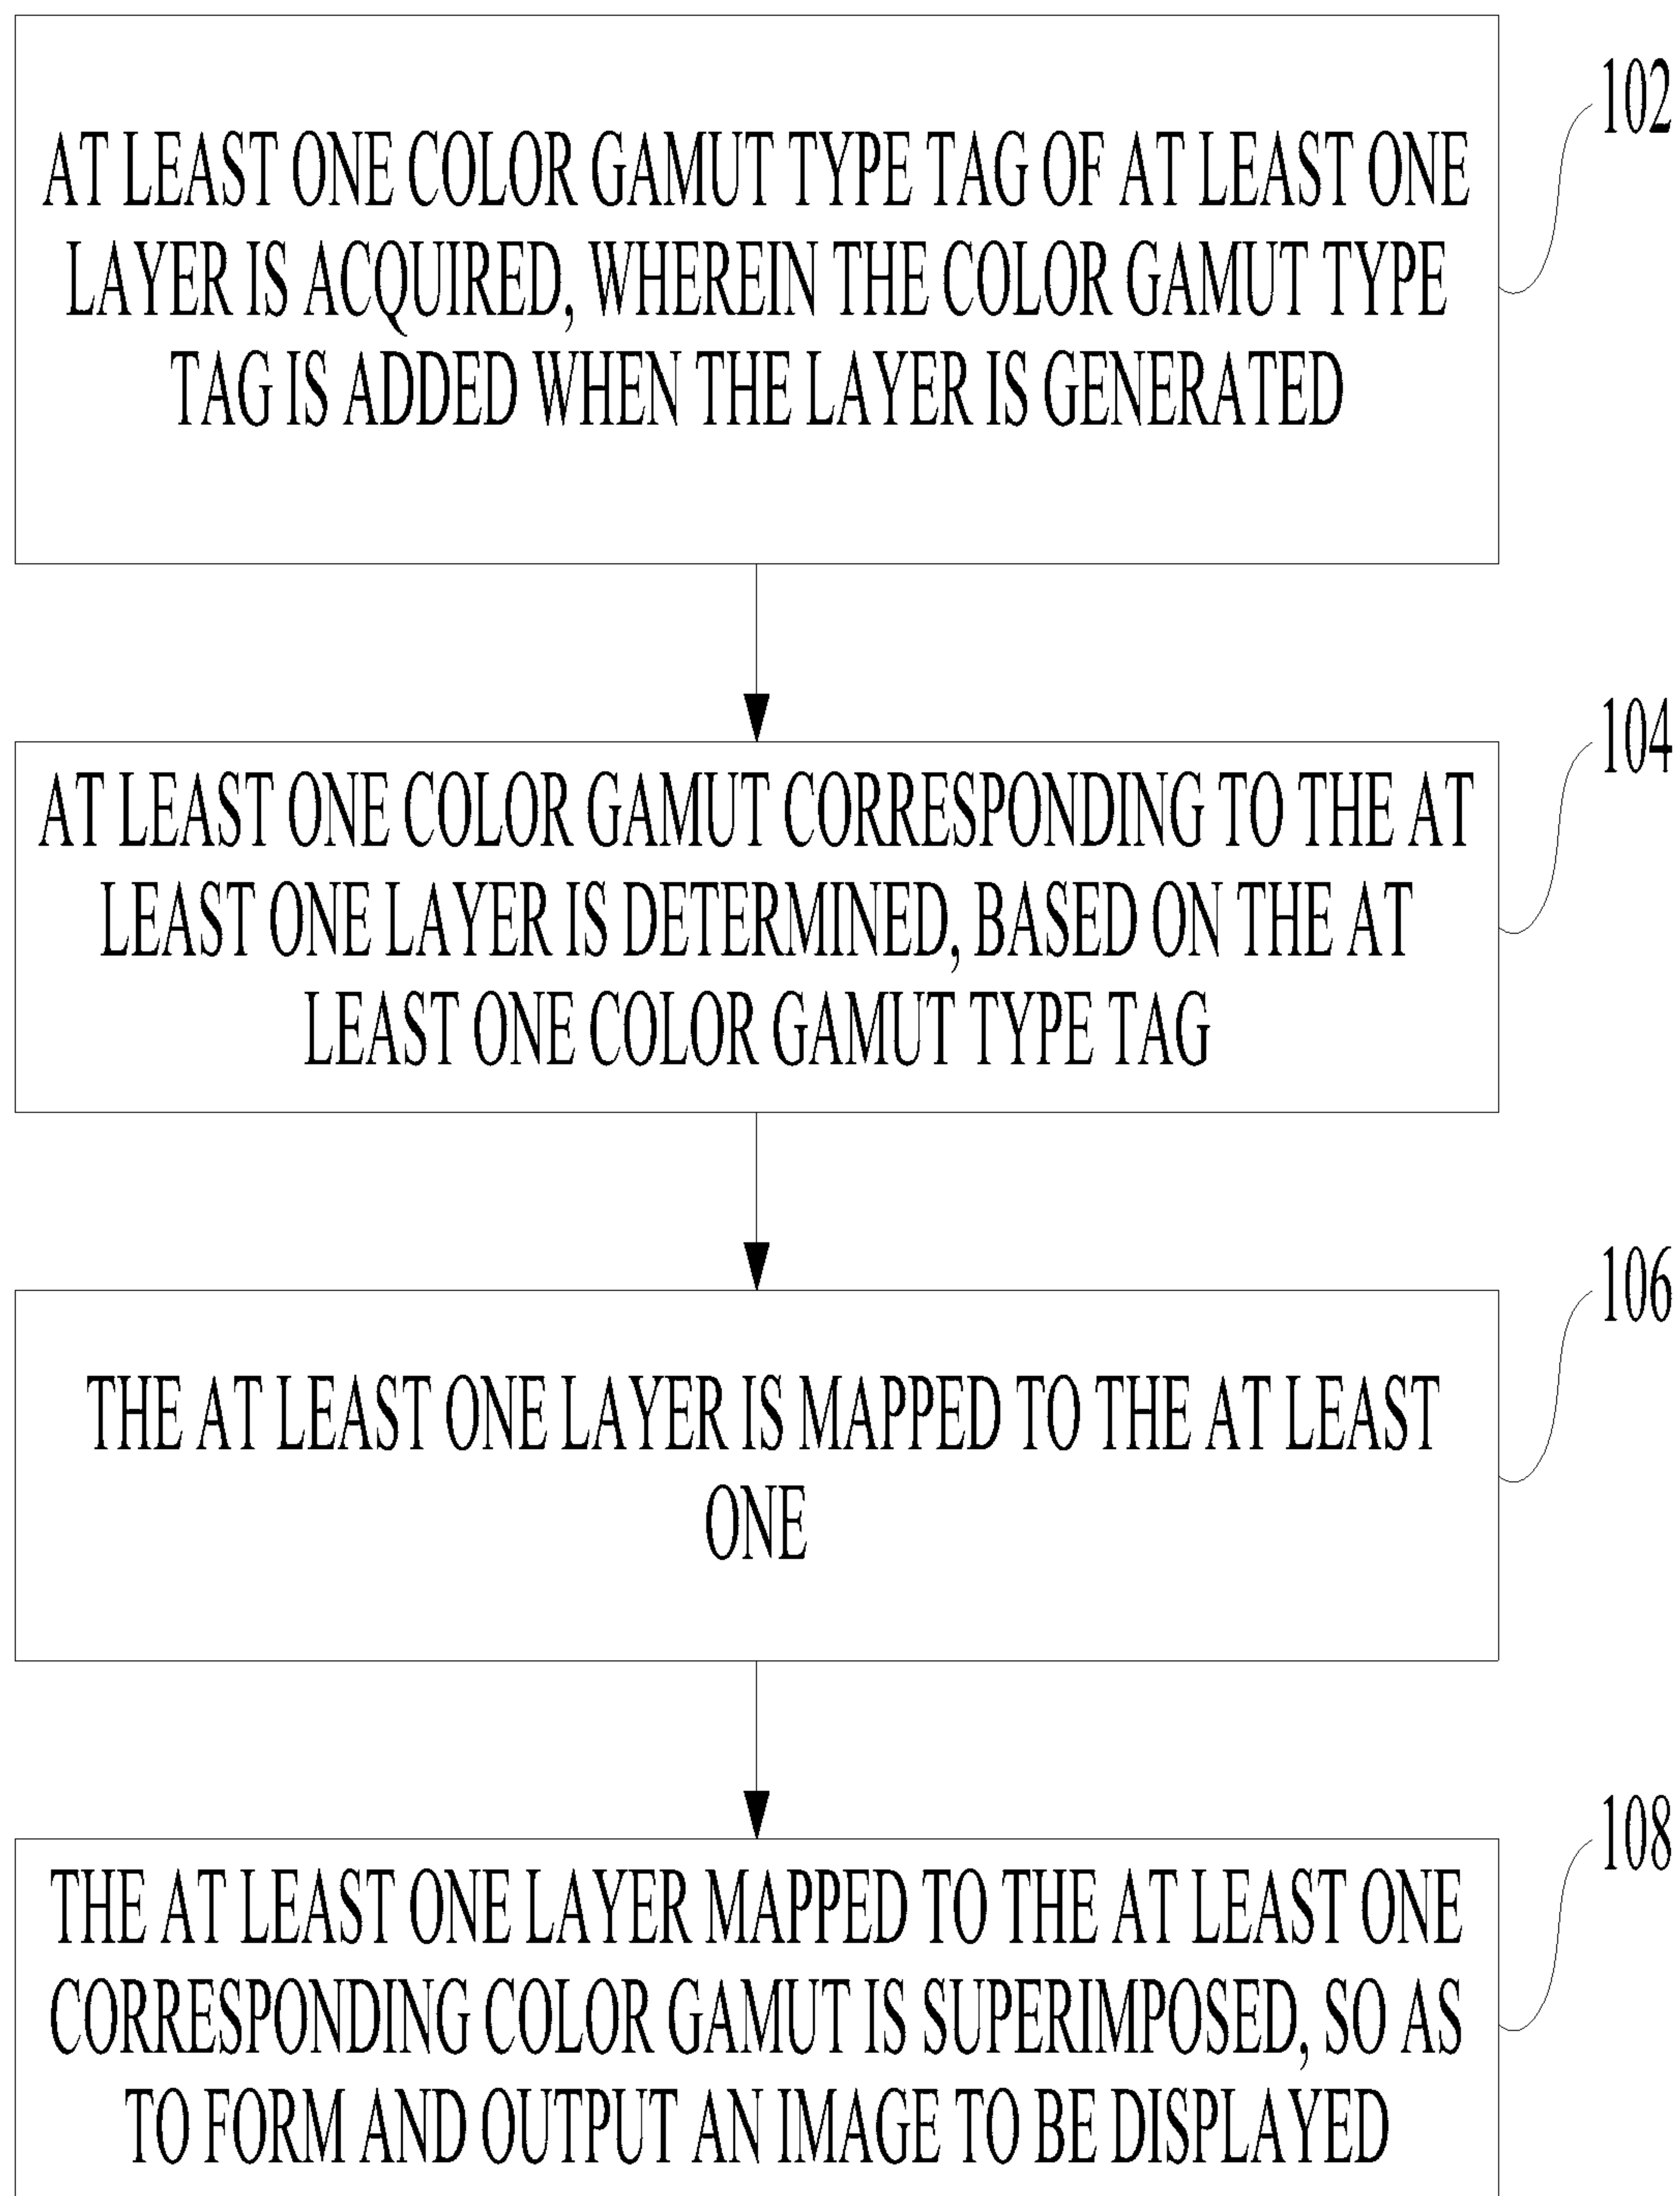 102
AT LEAST ONE COLOR GAMUT TYPE TAG OF AT LEAST ONE
LAYER IS ACQUIRED, WHEREIN THE COLOR GAMUT TYPE
TAG IS ADDED WHEN THE LAYER IS GENERATED
104
AT LEAST ONE COLOR GAMUT CORRESPONDING TO THE AT
LEAST ONE LAYER IS DETERMINED, BASED ON THE AT
LEAST ONE COLOR GAMUT TYPE TAG
106
THE AT LEAST ONE LAYER IS MAPPED TO THE AT LEAST
ONE
108
THE AT LEAST ONE LAYER MAPPED TO THE AT LEAST ONE
CORRESPONDING COLOR GAMUT IS SUPERIMPOSED, SO AS
TO FORM AND OUTPUT AN IMAGE TO BE DISPLAYED